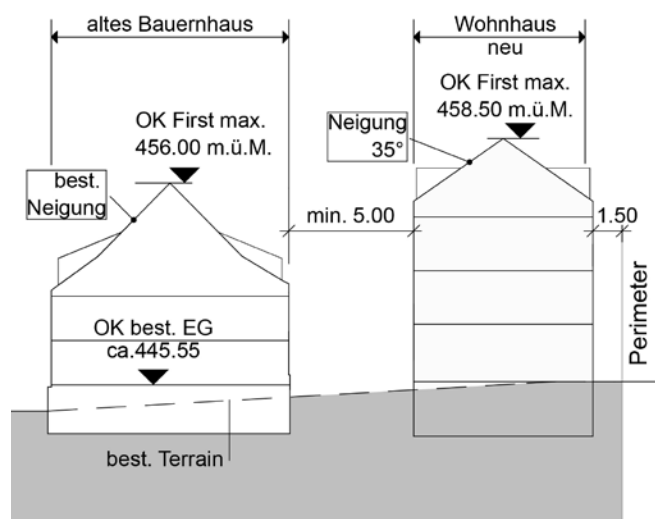 altes Bauernhaus
Wohnhaus
neu
OK First max.
456.00 m.ü.M.
OK First max.
458.50 m.ü.M.
Neigung
35°
best.
Neigung
min. 5.00
1.50
OK best. EG
ca.445.55
Perimeter
best. Terrain